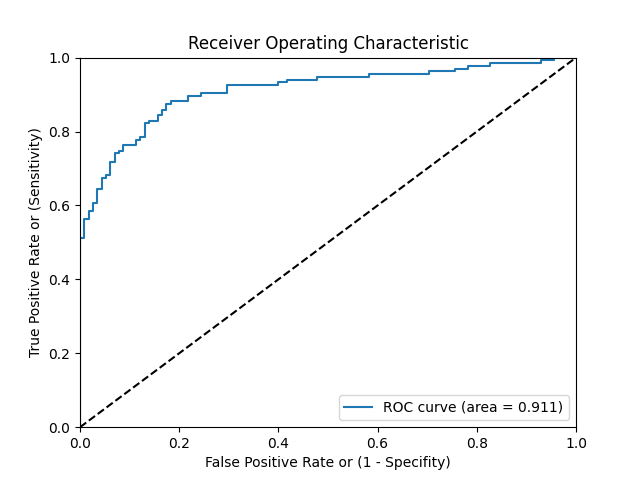 Receiver Operating Characteristic
1.0
0.8
0.6
0.4
0.2
0.0
True Positive Rate or (Sensitivity)
ROC curve (area = 0.911)
0.0 0.2 0.4 0.6 0.8 1.0
False Positive Rate or (1 - Specifity)